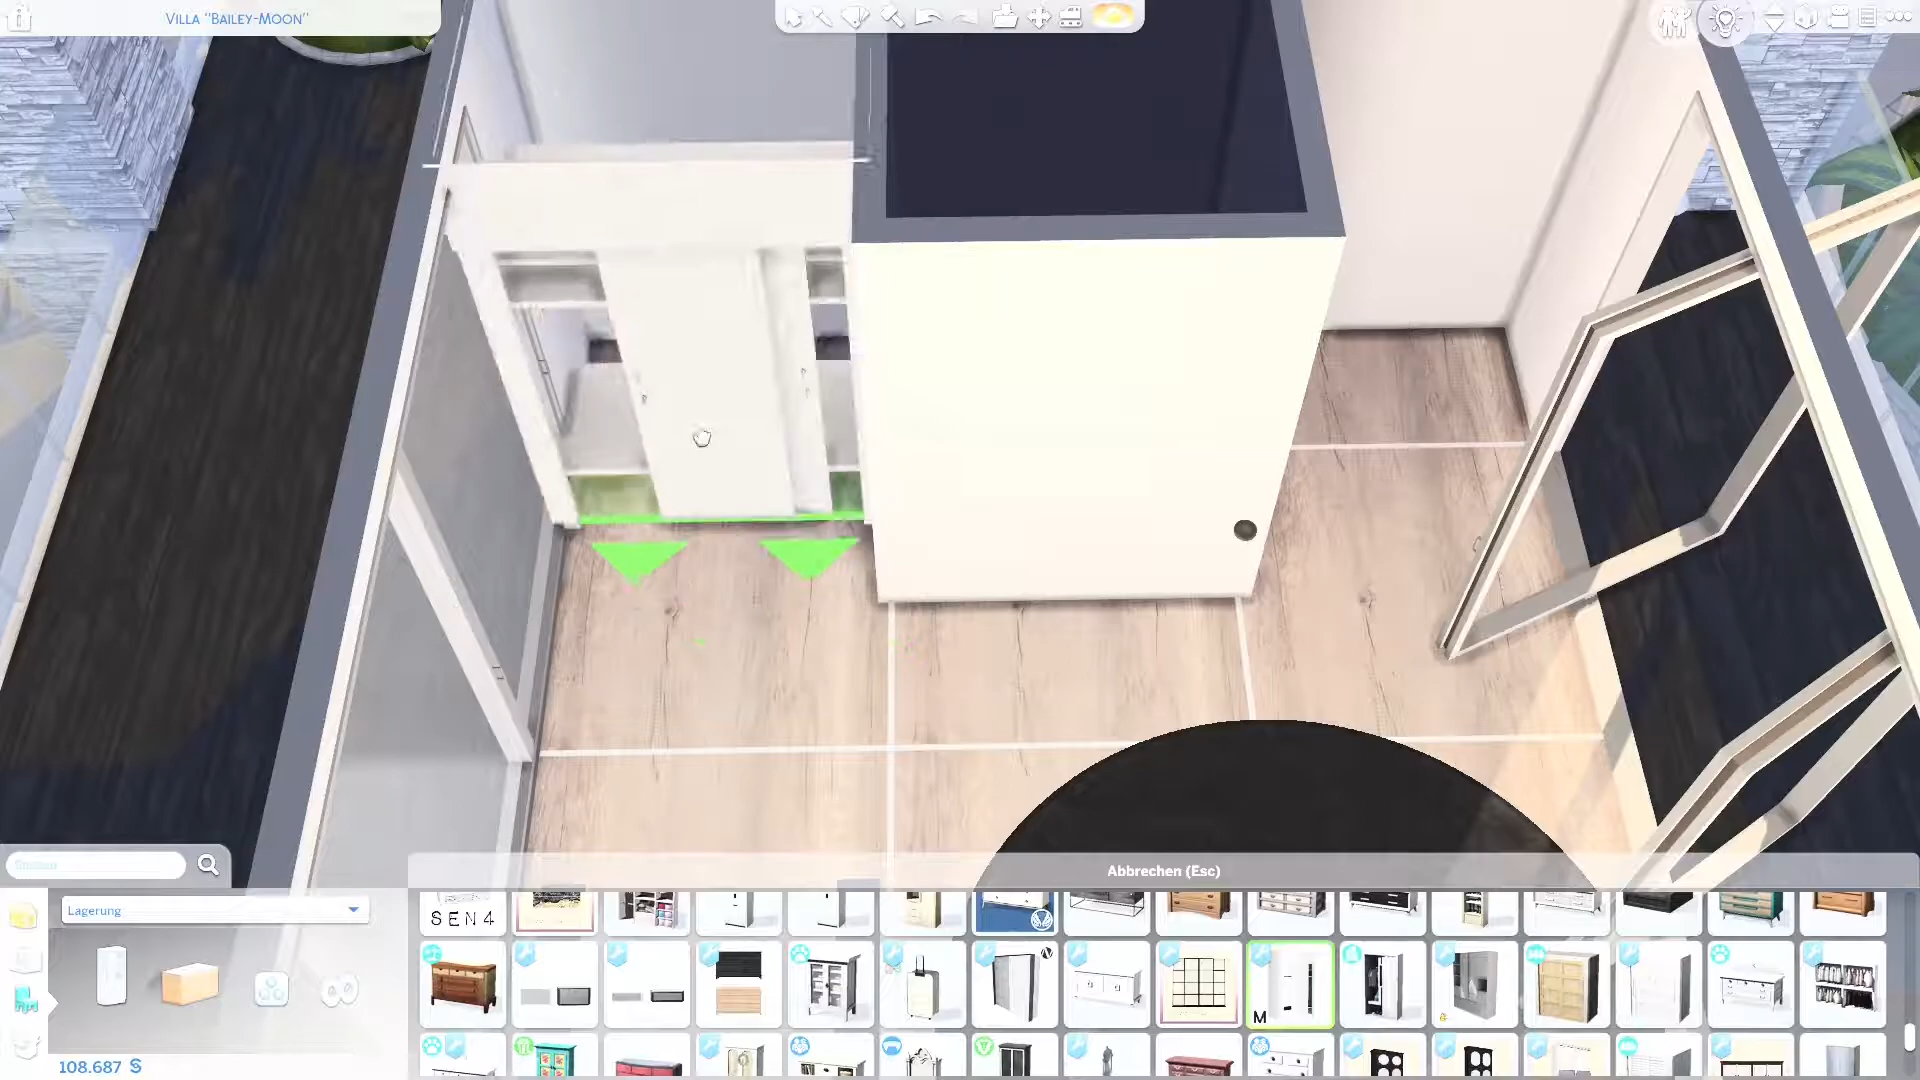 Villa "Bailey-Moon"
Abbrechen (Esc)
Lagerung
SEN4
M
108.687 §